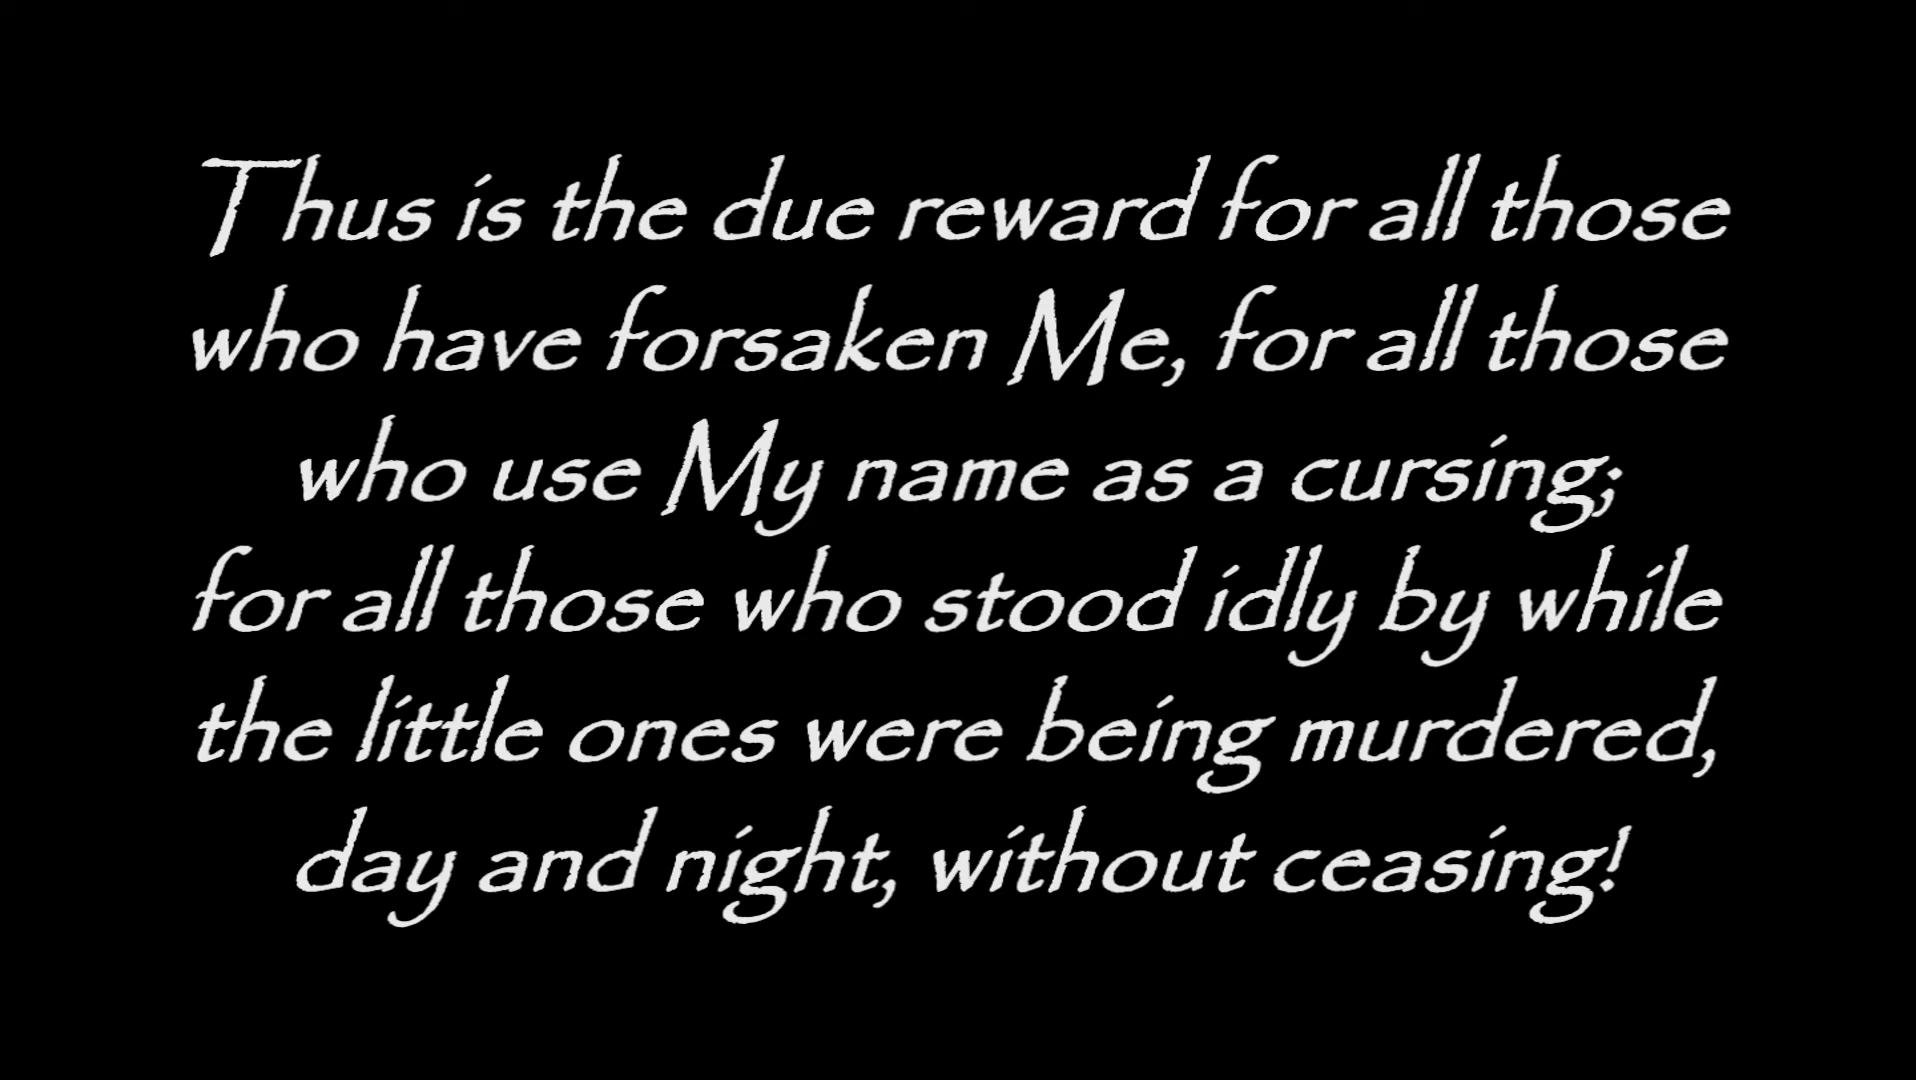 Thus is the due reward for all those
who have forsaken Me, for all those
who use My name as a cursing;
for all those who stood idly by while
the little ones were being murdered,
day and night, without ceasing!